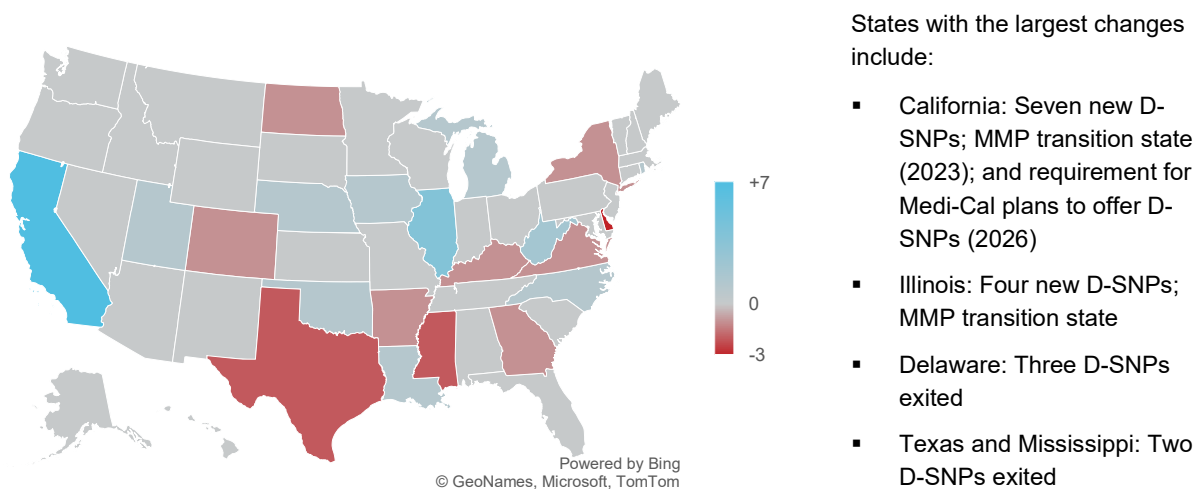 States with the largest changes
include:
▪ California: Seven new D-
SNPs; MMP transition state
(2023); and requirement for
Medi-Cal plans to offer D-
SNPs (2026)
▪ Illinois: Four new D-SNPs;
MMP transition state
▪ Delaware: Three D-SNPs
exited
▪ Texas and Mississippi: Two
D-SNPs exited
+7
0
-3
Powered by Bing
© GeoNames, Microsoft, TomTom